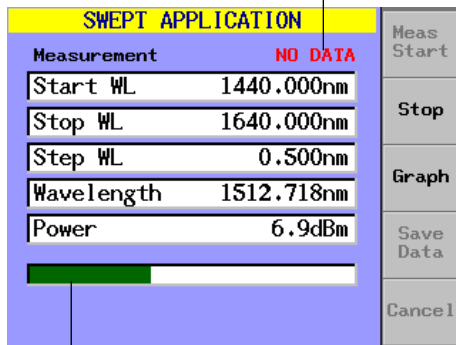 SWEPT APPLICATION
Measurement NO DATA
Start WL 1440.000nm
Stop WL 1640.000nm
Step WL 0.500nm
Wavelength 1512.718nm
Power 6.9dBm
Meas
Start
Stop
Graph
Save
Data
Cancel